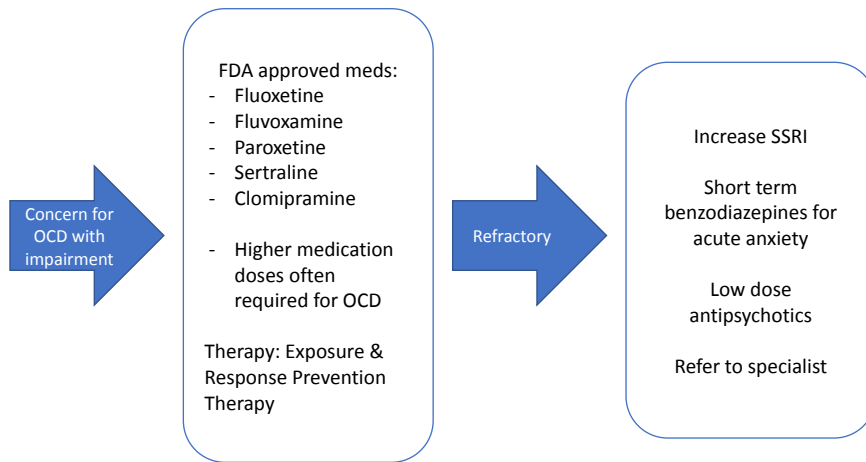 Concern for
OCD with
impairment
FDA approved meds:
- Fluoxetine
- Fluvoxamine
- Paroxetine
- Sertraline
- Clomipramine
- Higher medication
doses often
required for OCD
Therapy: Exposure &
Response Prevention
Therapy
Refractory
Increase SSRI
Short term
benzodiazepines for
acute anxiety
Low dose
antipsychotics
Refer to specialist